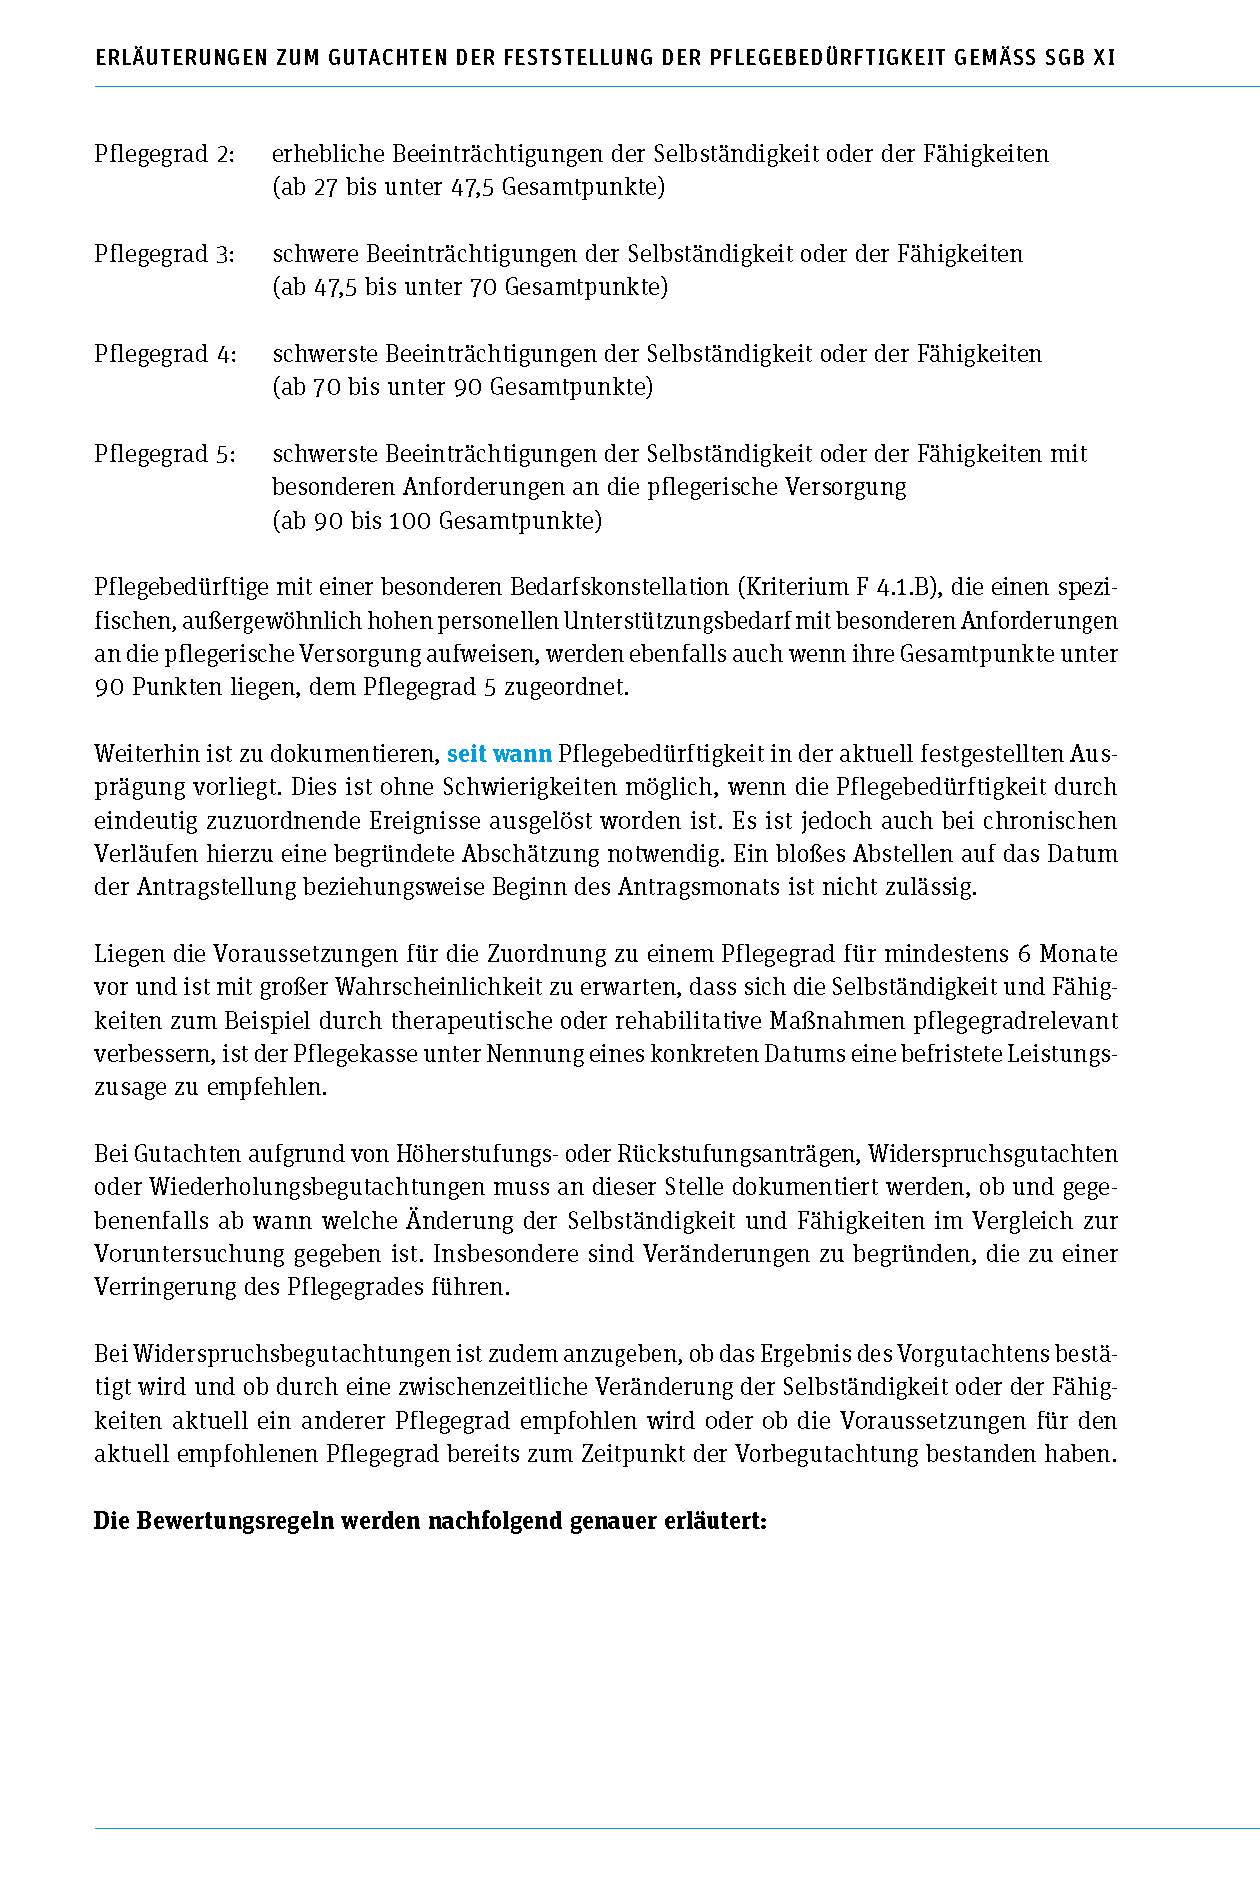 ERLÄUTERUNGEN ZUM GUTACHTEN DER FESTSTELLUNG DER PFLEGEBEDÜRFTIGKEIT GEMÄSS SGB XI
Pflegegrad 2: erhebliche Beeinträchtigungen der Selbständigkeit oder der Fähigkeiten
(ab 27 bis unter 47,5 Gesamtpunkte)
Pflegegrad 3: schwere Beeinträchtigungen der Selbständigkeit oder der Fähigkeiten
(ab 47,5 bis unter 70 Gesamtpunkte)
Pflegegrad 4: schwerste Beeinträchtigungen der Selbständigkeit oder der Fähigkeiten
(ab 70 bis unter 90 Gesamtpunkte)
Pflegegrad 5: schwerste Beeinträchtigungen der Selbständigkeit oder der Fähigkeiten mit
besonderen Anforderungen an die pflegerische Versorgung
(ab 90 bis 100 Gesamtpunkte)
Pflegebedürftige mit einer besonderen Bedarfskonstellation (Kriterium F 4.1.B), die einen spezi-
fischen, außergewöhnlich hohen personellen Unterstützungsbedarf mit besonderen Anforderungen
an die pflegerische Versorgung aufweisen, werden ebenfalls auch wenn ihre Gesamtpunkte unter
90 Punkten liegen, dem Pflegegrad 5 zugeordnet.
Weiterhin ist zu dokumentieren, seit wann Pflegebedürftigkeit in der aktuell festgestellten Aus-
prägung vorliegt. Dies ist ohne Schwierigkeiten möglich, wenn die Pflegebedürftigkeit durch
eindeutig zuzuordnende Ereignisse ausgelöst worden ist. Es ist jedoch auch bei chronischen
Verläufen hierzu eine begründete Abschätzung notwendig. Ein bloßes Abstellen auf das Datum
der Antragstellung beziehungsweise Beginn des Antragsmonats ist nicht zulässig.
Liegen die Voraussetzungen für die Zuordnung zu einem Pflegegrad für mindestens 6 Monate
vor und ist mit großer Wahrscheinlichkeit zu erwarten, dass sich die Selbständigkeit und Fähig-
keiten zum Beispiel durch therapeutische oder rehabilitative Maßnahmen pflegegradrelevant
verbessern, ist der Pflegekasse unter Nennung eines konkreten Datums eine befristete Leistungs-
zusage zu empfehlen.
Bei Gutachten aufgrund von Höherstufungs- oder Rückstufungsanträgen, Widerspruchsgutachten
oder Wiederholungsbegutachtungen muss an dieser Stelle dokumentiert werden, ob und gege-
benenfalls ab wann welche Änderung der Selbständigkeit und Fähigkeiten im Vergleich zur
Voruntersuchung gegeben ist. Insbesondere sind Veränderungen zu begründen, die zu einer
Verringerung des Pflegegrades führen.
Bei Widerspruchsbegutachtungen ist zudem anzugeben, ob das Ergebnis des Vorgutachtens bestä-
tigt wird und ob durch eine zwischenzeitliche Veränderung der Selbständigkeit oder der Fähig-
keiten aktuell ein anderer Pflegegrad empfohlen wird oder ob die Voraussetzungen für den
aktuell empfohlenen Pflegegrad bereits zum Zeitpunkt der Vorbegutachtung bestanden haben.
Die Bewertungsregeln werden nachfolgend genauer erläutert: